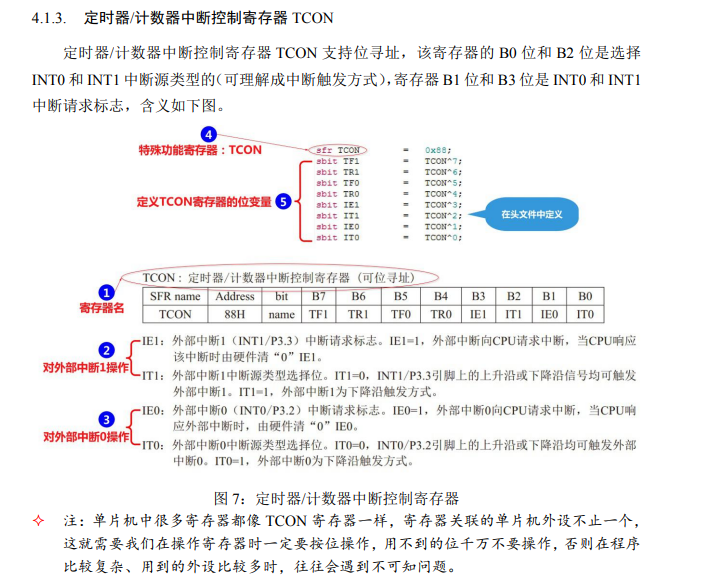 4.1.3. 定时器/计数器中断控制寄存器 TCON
定时器/计数器中断控制寄存器 TCON 支持位寻址，该寄存器的 B0 位和 B2 位是选择
INT0 和 INT1 中断源类型的(可理解成中断触发方式)，寄存器 B1 位和 B3 位是 INT0 和 INT1
中断请求标志，含义如下图。
4
特殊功能寄存器：TCON
sfr TCON = 0x88;
sbit TF1 = TCON^7;
sbit TR1 = TCON^6;
sbit TF0 = TCON^5;
sbit TR0 = TCON^4;
定义TCON寄存器的位变量 5
sbit IE1 = TCON^3;
sbit IT1 = TCON^2;
sbit IE0 = TCON^1;
sbit IT0 = TCON^0;
在头文件中定义
TCON：定时器/计数器中断控制寄存器（可位寻址）
1
寄存器名
SFR name Address bit B7 B6 B5 B4 B3 B2 B1 B0
TCON 88H name TF1 TR1 TF0 TR0 IE1 IT1 IE0 IT0
2
对外部中断1操作
IE1：外部中断1（INT1/P3.3）中断请求标志。IE1=1，外部中断向CPU请求中断，当CPU响应
该中断时由硬件清“0”IE1。
IT1：外部中断1中断源类型选择位。IT1=0，INT1/P3.3引脚上的上升沿或下降沿信号均可触发
外部中断1。IT1=1，外部中断1为下降沿触发方式。
3
对外部中断0操作
IE0：外部中断0（INT0/P3.2）中断请求标志。IE0=1，外部中断0向CPU请求中断，当CPU响
应外部中断时，由硬件清“0”IE0。
IT0：外部中断0中断源类型选择位。IT0=0，INT0/P3.2引脚上的上升沿或下降沿均可触发外部
中断0。IT0=1，外部中断0为下降沿触发方式。
图 7：定时器/计数器中断控制寄存器
注：单片机中很多寄存器都像 TCON 寄存器一样，寄存器关联的单片机外设不止一个，
这就需要我们在操作寄存器时一定要按位操作，用不到的位千万不要操作，否则在程序
比较复杂、用到的外设比较多时，往往会遇到不可知问题。